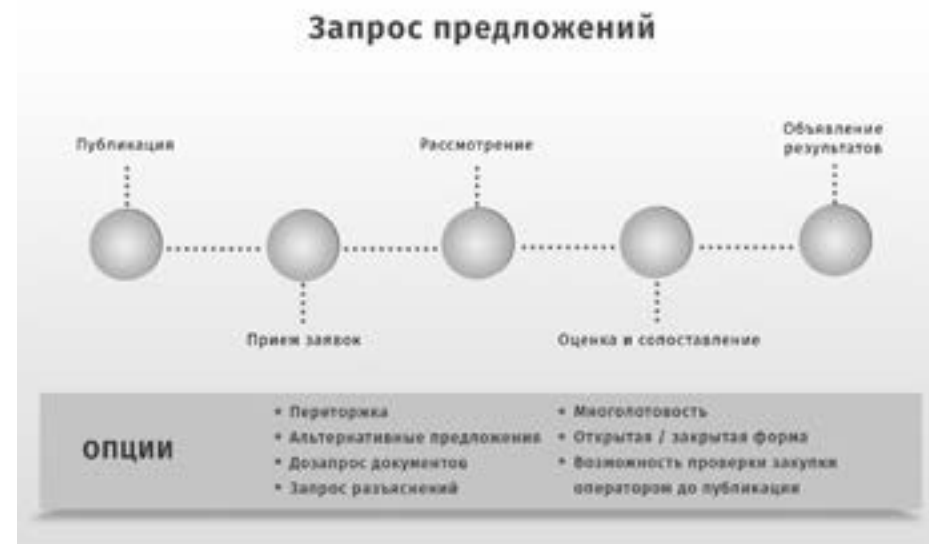 Запрос предложений
Публикация
Рассмотрение
Объявление
результатов
Прием заявок
Оценка и сопоставление
ОПЦИИ
• Переторжка
• Альтернативные предложения
• Дозапрос документов
• Запрос разъяснений
• Многолотовость
• Открытая / закрытая форма
• Возможность проверки закупки
оператором до публикации